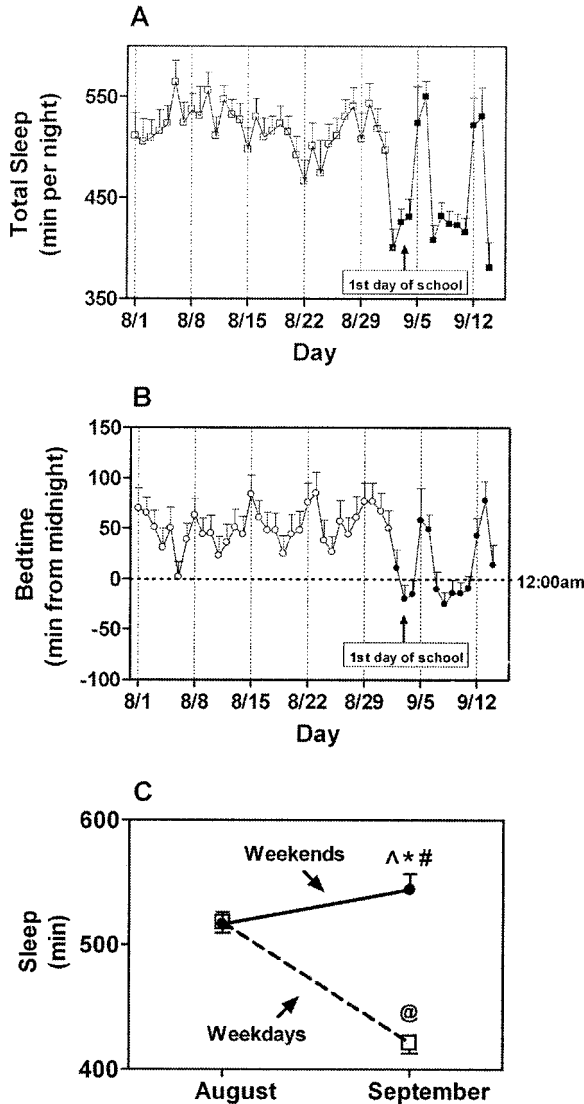 A
Total Sleep
(min per night)
550
450
350
1st day of school
8/1 8/8 8/15 8/22 8/29 9/5 9/12
Day
B
Bedtime
(min from midnight)
150
100
50
0
-50
-100
12:00am
1st day of school
8/1 8/8 8/15 8/22 8/29 9/5 9/12
Day
C
Sleep
(min)
600
500
400
Weekends
^*#
@
Weekdays
August September